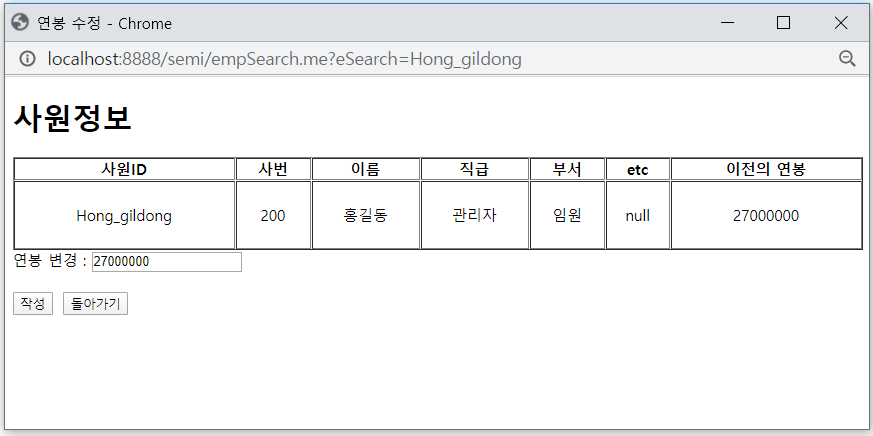 연봉 수정 - Chrome
localhost:8888/semi/empSearch.me?eSearch=Hong_gildong
사원정보
사원ID 사번 이름 직급 부서 etc 이전의 연봉
Hong_gildong 200 홍길동 관리자 임원 null 27000000
연봉 변경 : 27000000
작성 돌아가기